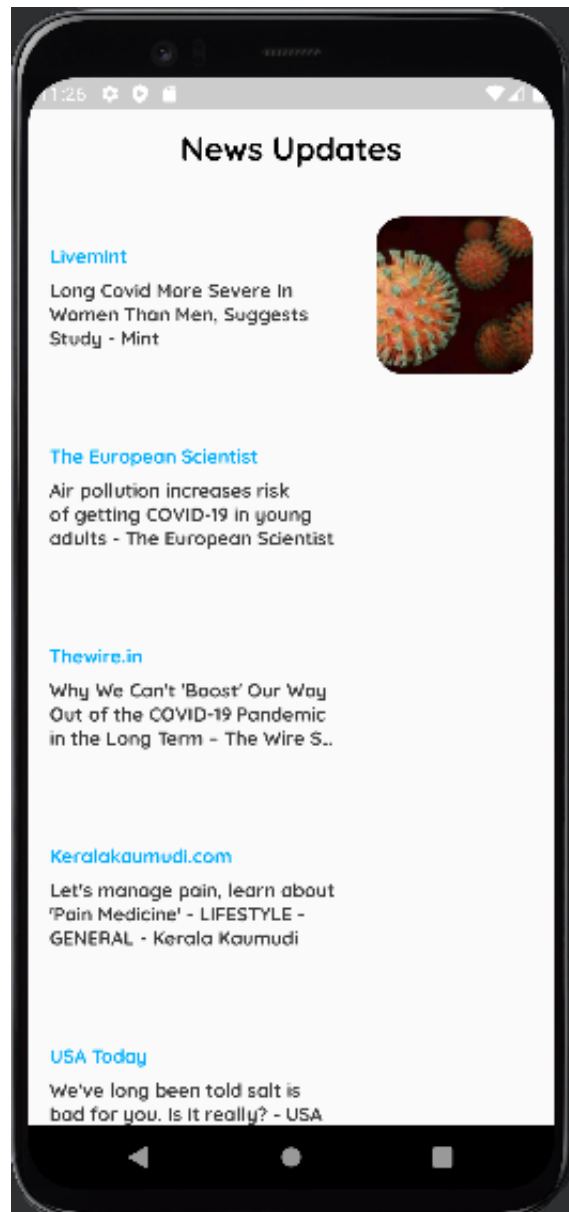 11:26
News Updates
Livemint
Long Covid More Severe In
Women Than Men, Suggests
Study - Mint
The European Scientist
Air pollution increases risk
of getting COVID-19 in young
adults - The European Scientist
Thewire.in
Why We Can't 'Boost' Our Way
Out of the COVID-19 Pandemic
in the Long Term – The Wire S...
Keralakaumudi.com
Let's manage pain, learn about
'Pain Medicine' - LIFESTYLE -
GENERAL - Kerala Kaumudi
USA Today
We've long been told salt is
bad for you. Is it really? - USA